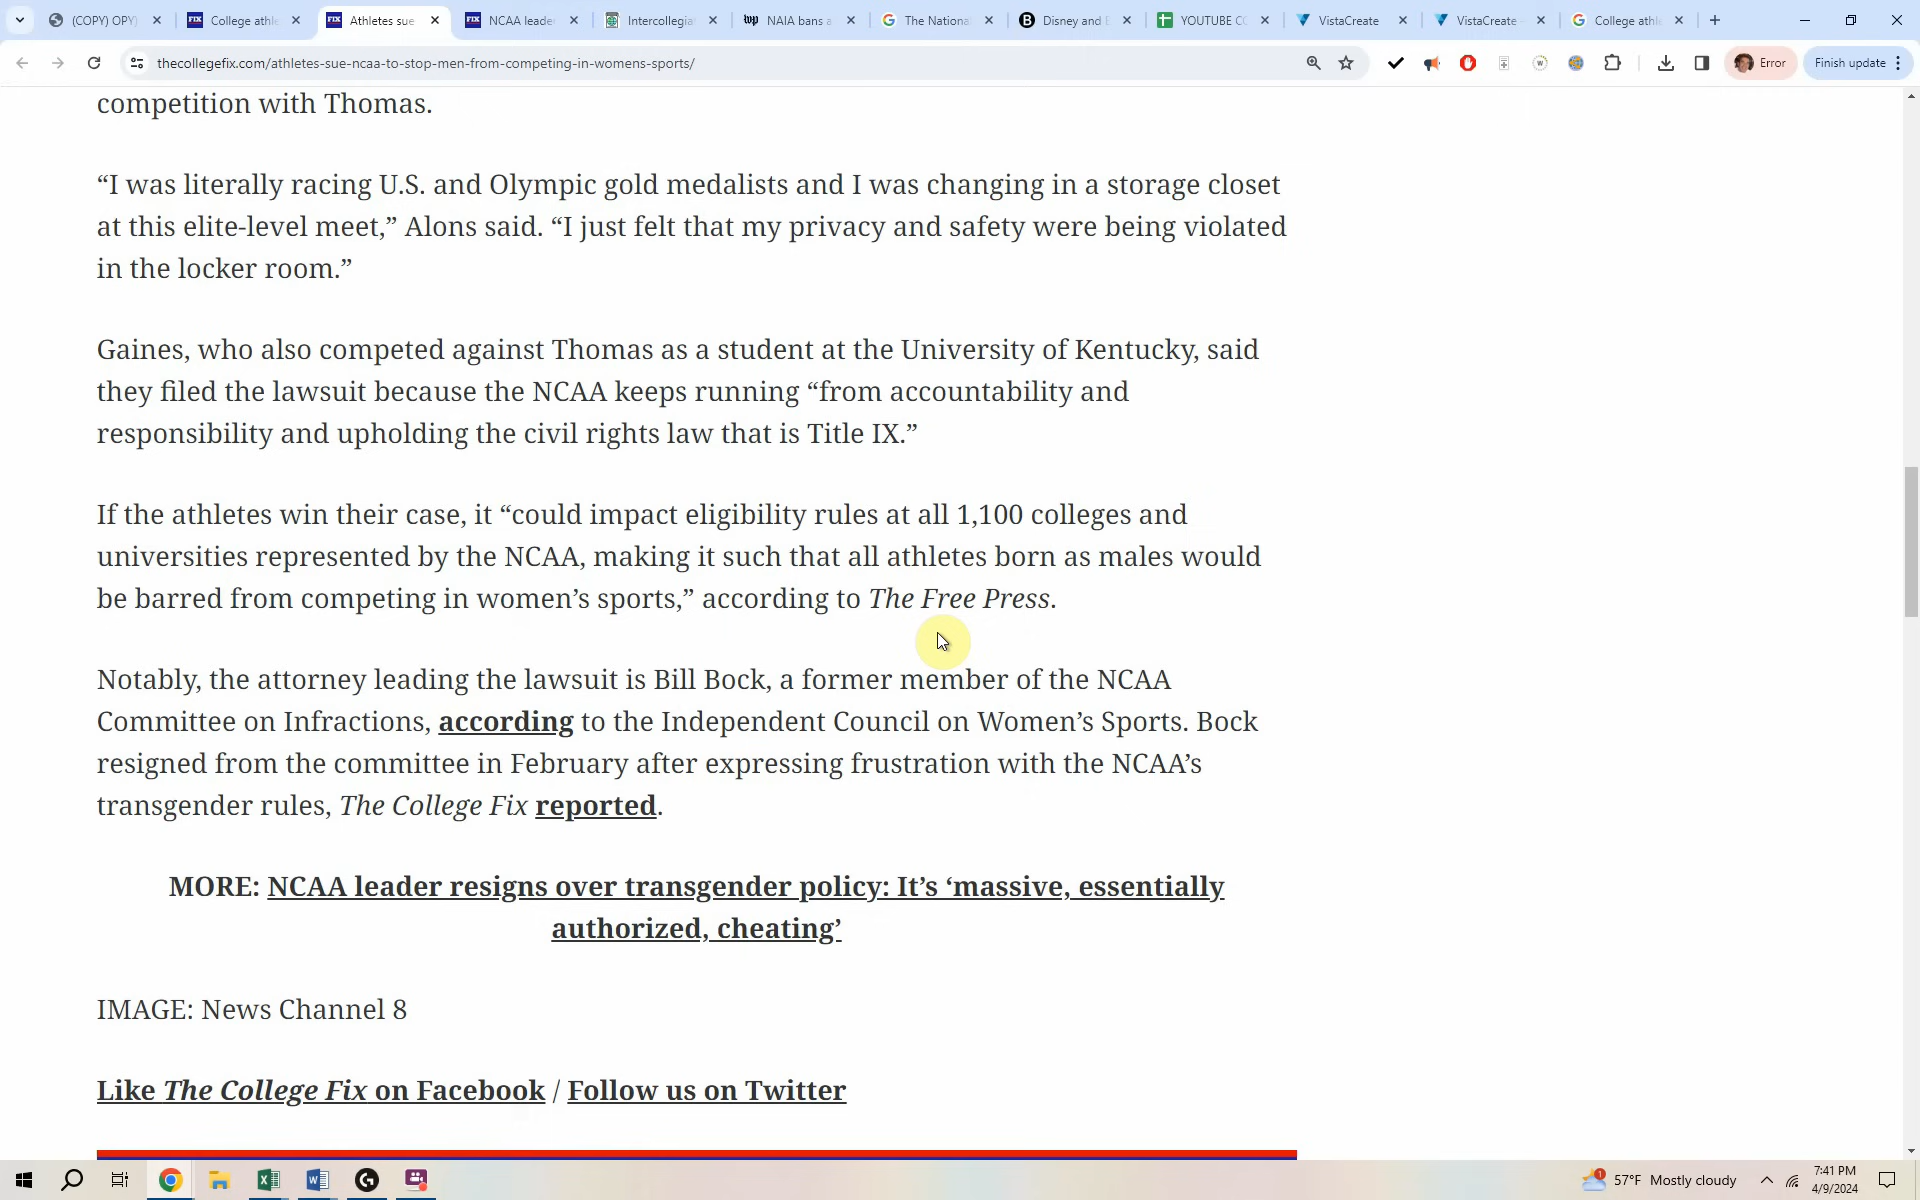 (COPY) OPY)
College athl
Athletes sue
NCAA leade
Intercollegia
NAIA bans a
The Nationa
Disney and E
YOUTUBE CC
VistaCreate
VistaCreate -
College athl
thecollegefix.com/athletes-sue-ncaa-to-stop-men-from-competing-in-womens-sports/
Error
Finish update
competition with Thomas.
“I was literally racing U.S. and Olympic gold medalists and I was changing in a storage closet
at this elite-level meet,” Alons said. “I just felt that my privacy and safety were being violated
in the locker room.”
Gaines, who also competed against Thomas as a student at the University of Kentucky, said
they filed the lawsuit because the NCAA keeps running “from accountability and
responsibility and upholding the civil rights law that is Title IX.”
If the athletes win their case, it “could impact eligibility rules at all 1,100 colleges and
universities represented by the NCAA, making it such that all athletes born as males would
be barred from competing in women’s sports,” according to The Free Press.
Notably, the attorney leading the lawsuit is Bill Bock, a former member of the NCAA
Committee on Infractions, according to the Independent Council on Women’s Sports. Bock
resigned from the committee in February after expressing frustration with the NCAA’s
transgender rules, The College Fix reported.
MORE: NCAA leader resigns over transgender policy: It’s ‘massive, essentially
authorized, cheating’
IMAGE: News Channel 8
Like The College Fix on Facebook / Follow us on Twitter
57°F Mostly cloudy
7:41 PM
4/9/2024